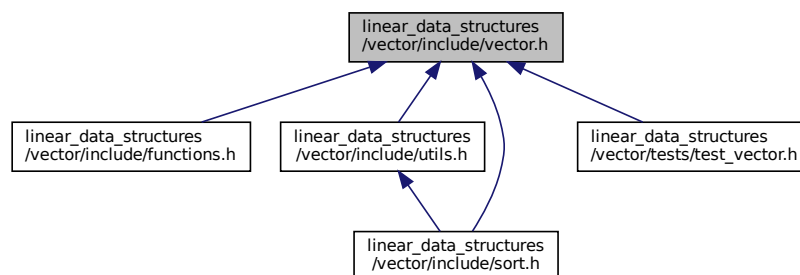 linear_data_structures
/vector/include/vector.h
linear_data_structures
/vector/include/functions.h
linear_data_structures
/vector/include/utils.h
linear_data_structures
/vector/tests/test_vector.h
linear_data_structures
/vector/include/sort.h